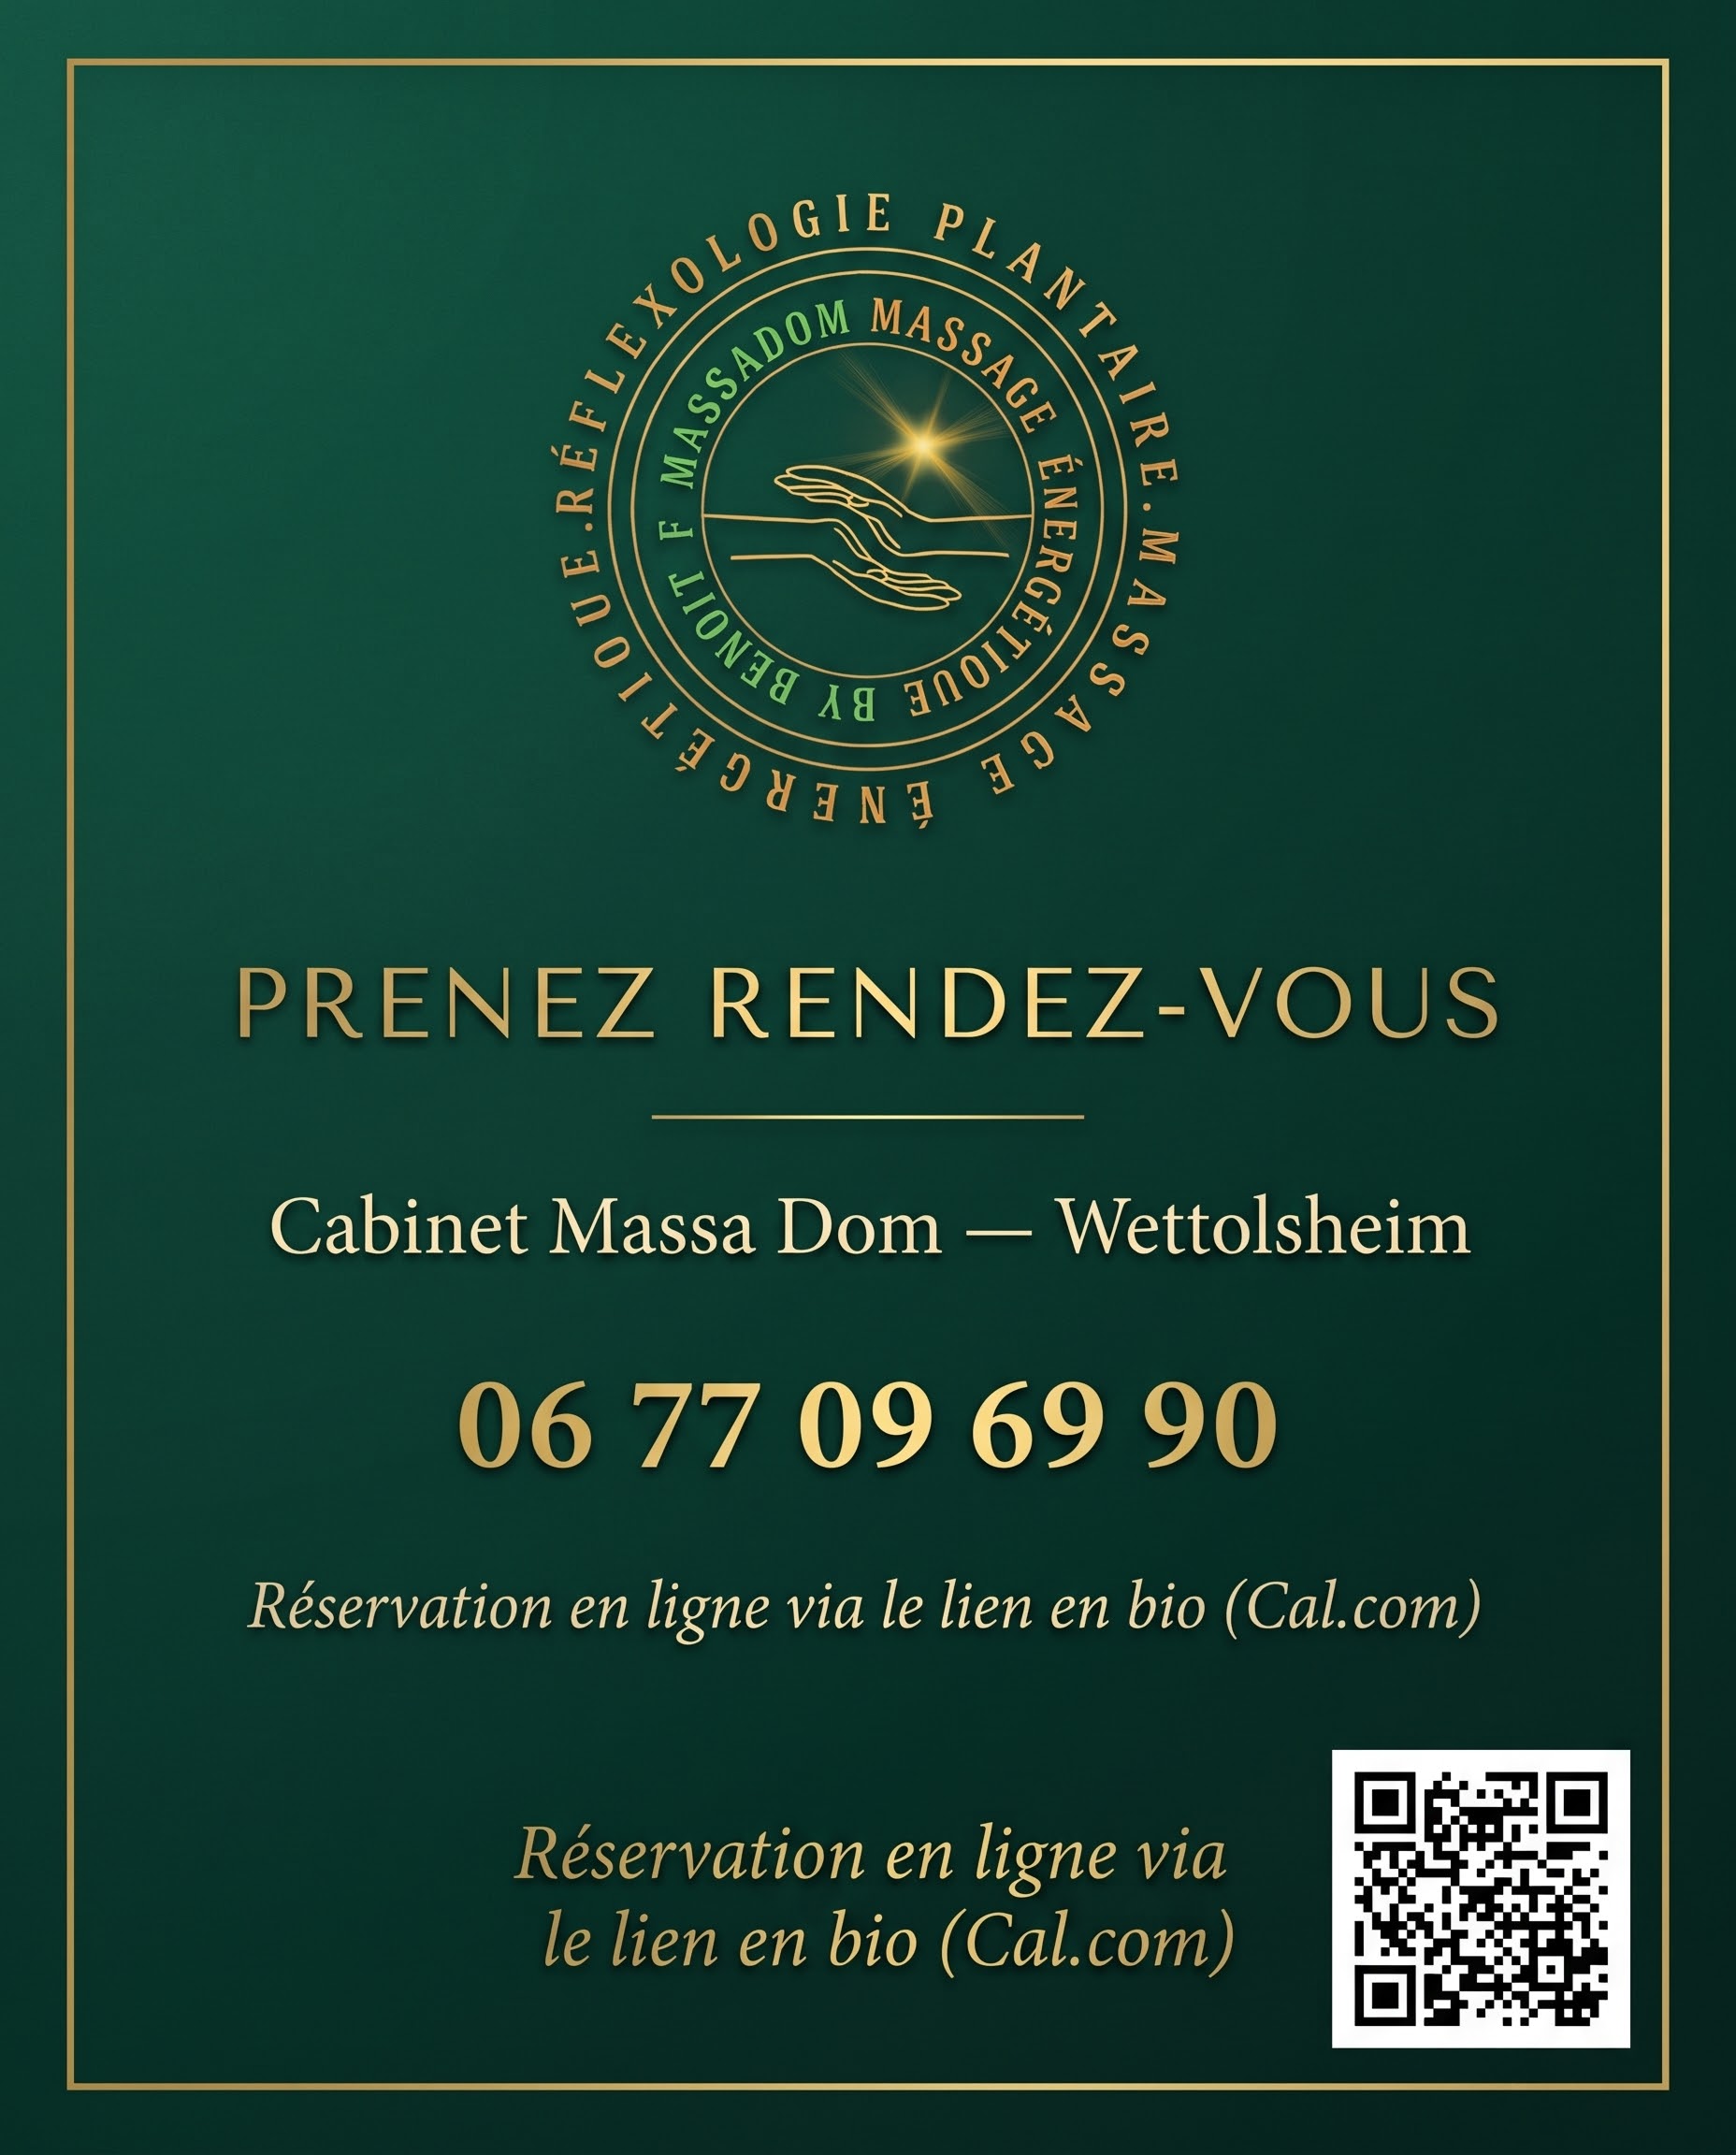 RÉFLEXOLOGIE PLANTAIRE.MASSAGE ÉNERGÉTIQUE.
MASSADOM MASSAGE ÉNERGÉTIQUE BY BENOIT F
PRENEZ RENDEZ-VOUS
Cabinet Massa Dom — Wettolsheim
06 77 09 69 90
Réservation en ligne via le lien en bio (Cal.com)
Réservation en ligne via
le lien en bio (Cal.com)